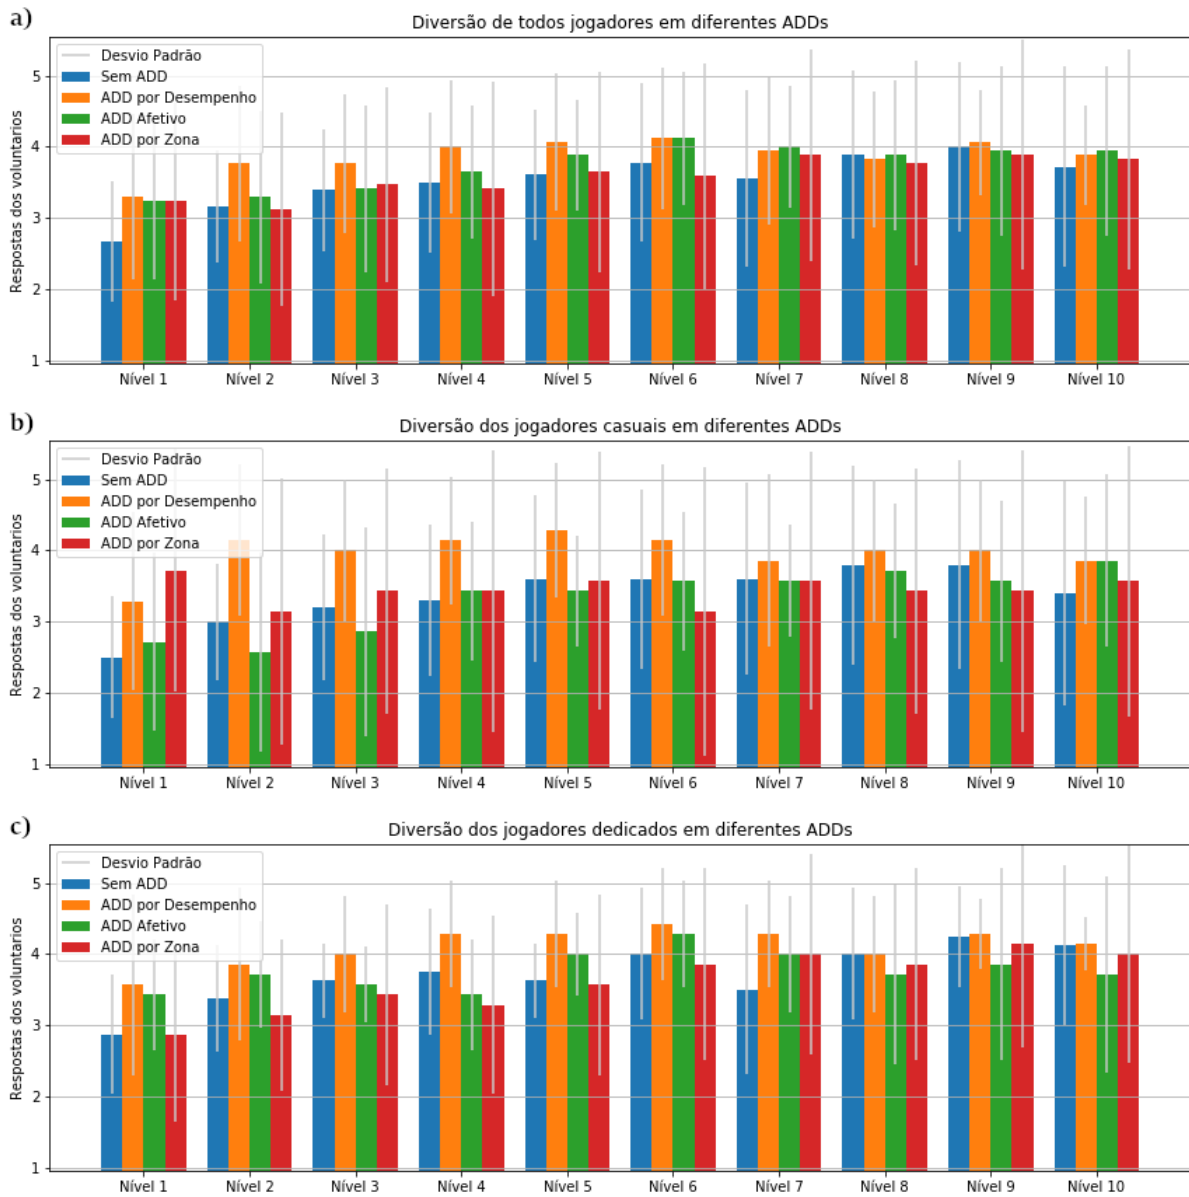 a)
Diversão de todos jogadores em diferentes ADDs
Respostas dos voluntarios
5
4
3
2
1
Desvio Padrão
Sem ADD
ADD por Desempenho
ADD Afetivo
ADD por Zona
Nível 1 Nível 2 Nível 3 Nível 4 Nível 5 Nível 6 Nível 7 Nível 8 Nível 9 Nível 10
b)
Diversão dos jogadores casuais em diferentes ADDs
Respostas dos voluntarios
5
4
3
2
1
Desvio Padrão
Sem ADD
ADD por Desempenho
ADD Afetivo
ADD por Zona
Nível 1 Nível 2 Nível 3 Nível 4 Nível 5 Nível 6 Nível 7 Nível 8 Nível 9 Nível 10
c)
Diversão dos jogadores dedicados em diferentes ADDs
Respostas dos voluntarios
5
4
3
2
1
Desvio Padrão
Sem ADD
ADD por Desempenho
ADD Afetivo
ADD por Zona
Nível 1 Nível 2 Nível 3 Nível 4 Nível 5 Nível 6 Nível 7 Nível 8 Nível 9 Nível 10